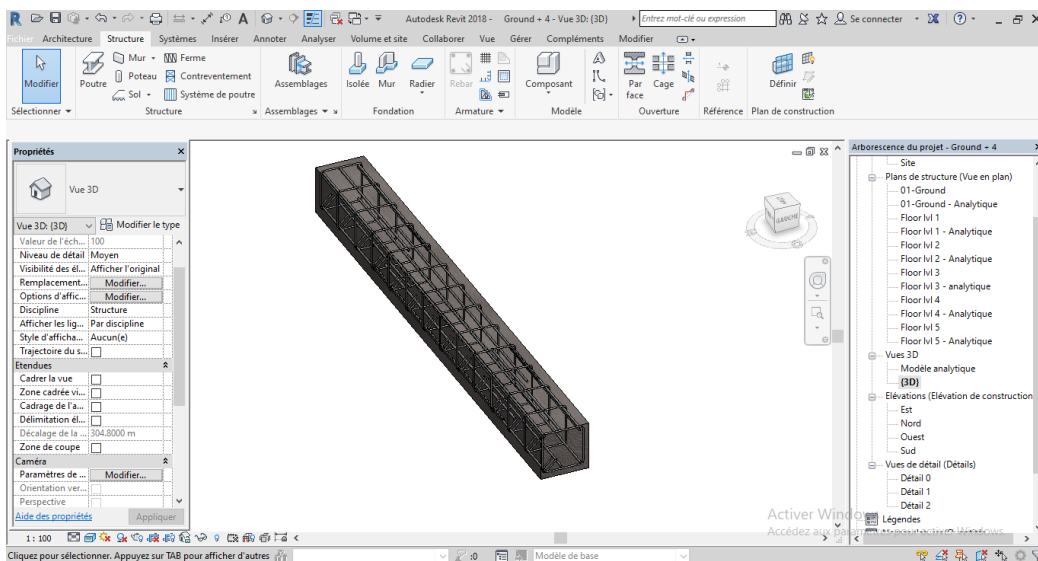 Autodesk Revit 2018 - Ground + 4 - Vue 3D: {3D}
Entrez mot-clé ou expression
Se connecter
Fichier Architecture Structure Systèmes Insérer Annoter Analyser Volume et site Collaborer Vue Gérer Compléments Modifier
Modifier
Poutre
Mur
Poteau
Sol
Ferme
Contreventement
Système de poutre
Assemblages
Isolée Mur Radier
Rebar
Composant
Par face
Cage
Définir
Sélectionner Structure Assemblages Fondation Armature Modèle Ouverture Référence Plan de construction
Propriétés
Vue 3D
Vue 3D: {3D} Modifier le type
Valeur de l'éch... 100
Niveau de détail Moyen
Visibilité des él... Afficher l'original
Remplacement... Modifier...
Options d'affic... Modifier...
Discipline Structure
Afficher les lig... Par discipline
Style d'afficha... Aucun(e)
Trajectoire du s...
Etendues
Cadrer la vue
Zone cadrée vi...
Cadrage de l'a...
Délimitation él...
Décalage de la ... 304.8000 m
Zone de coupe
Caméra
Paramètres de ... Modifier...
Orientation ver...
Perspective
Aide des propriétés Appliquer
GAUCHE
Arborescence du projet - Ground + 4
Site
Plans de structure (Vue en plan)
01-Ground
01-Ground - Analytique
Floor lvl 1
Floor lvl 1 - Analytique
Floor lvl 2
Floor lvl 2 - Analytique
Floor lvl 3
Floor lvl 3 - analytique
Floor lvl 4
Floor lvl 4 - Analytique
Floor lvl 5
Floor lvl 5 - Analytique
Vues 3D
Modèle analytique
{3D}
Elévations (Elévation de construction
Est
Nord
Ouest
Sud
Vues de détail (Détails)
Détail 0
Détail 1
Détail 2
Légendes
Activer Windows
Accédez aux paramètres pour activer Windows.
1 : 100
Cliquez pour sélectionner. Appuyez sur TAB pour afficher d'autres
:0
Modèle de base